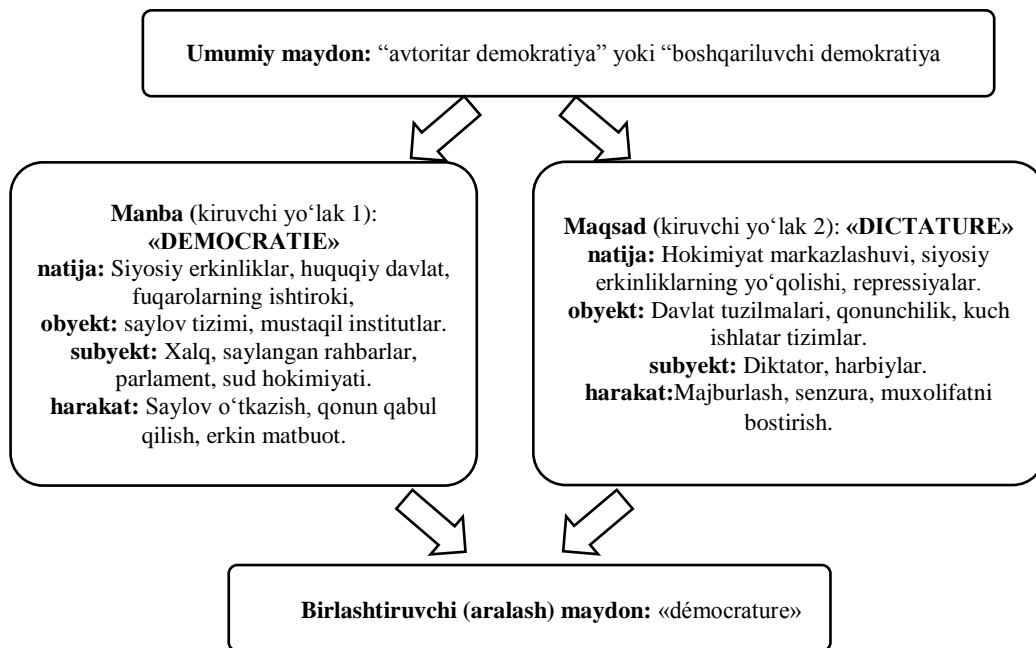 Umumiy maydon: “avtoritar demokratiya” yoki “boshqariluvchi demokratiya
Manba (kiruvchi yo‘lak 1):
«DEMOCRATIE»
natija: Siyosiy erkinliklar, huquqiy davlat,
fuqarolarning ishtiroki,
obyekt: saylov tizimi, mustaqil institutlar.
subyekt: Xalq, saylangan rahbarlar,
parlament, sud hokimiyati.
harakat: Saylov o‘tkazish, qonun qabul
qilish, erkin matbuot.
Maqsad (kiruvchi yo‘lak 2): «DICTATURE»
natija: Hokimiyat markazlashuvi, siyosiy
erkinliklarning yo‘qolishi, repressiyalar.
obyekt: Davlat tuzilmalari, qonunchilik, kuch
ishlatar tizimlar.
subyekt: Diktator, harbiylar.
harakat:Majburlash, senzura, muxolifatni
bostirish.
Birlashtiruvchi (aralash) maydon: «démocrature»